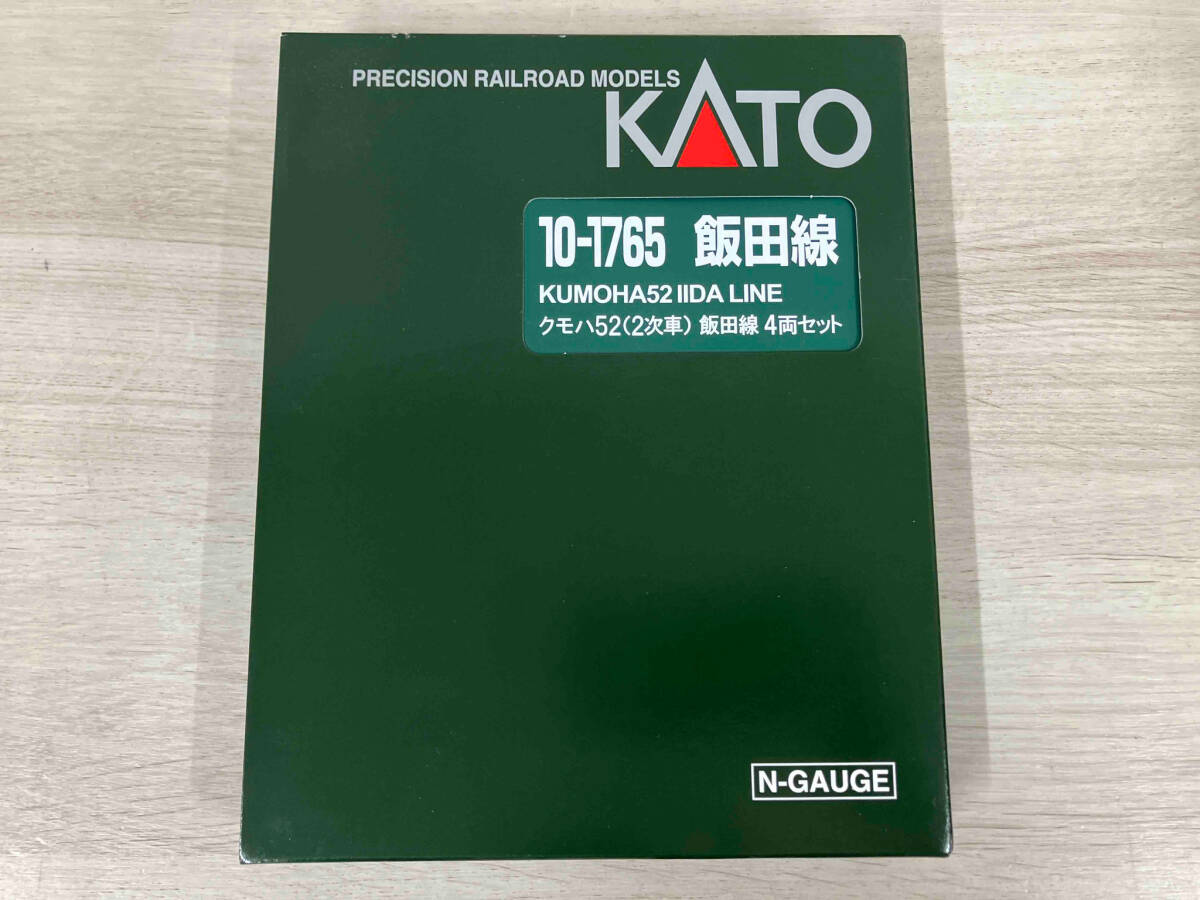 PRECISION RAILROAD MODELS
KATO
10-1765 飯田線
KUMOHA52 IIDA LINE
クモハ52(2次車) 飯田線 4両セット
N-GAUGE